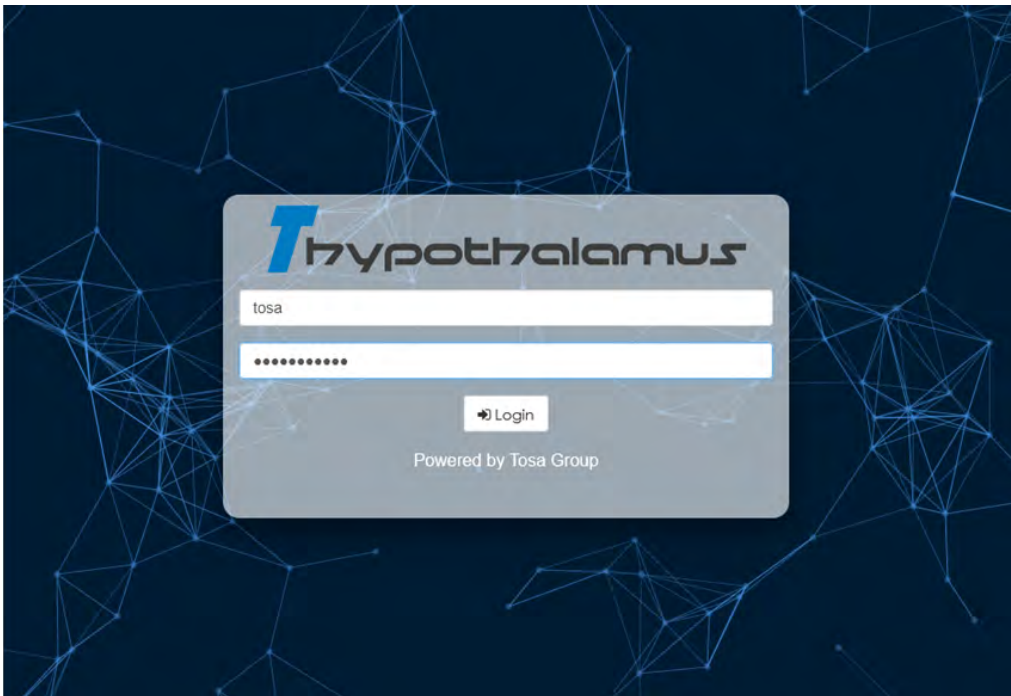 Thypothalamus
tosa
•••••••••••
Login
Powered by Tosa Group